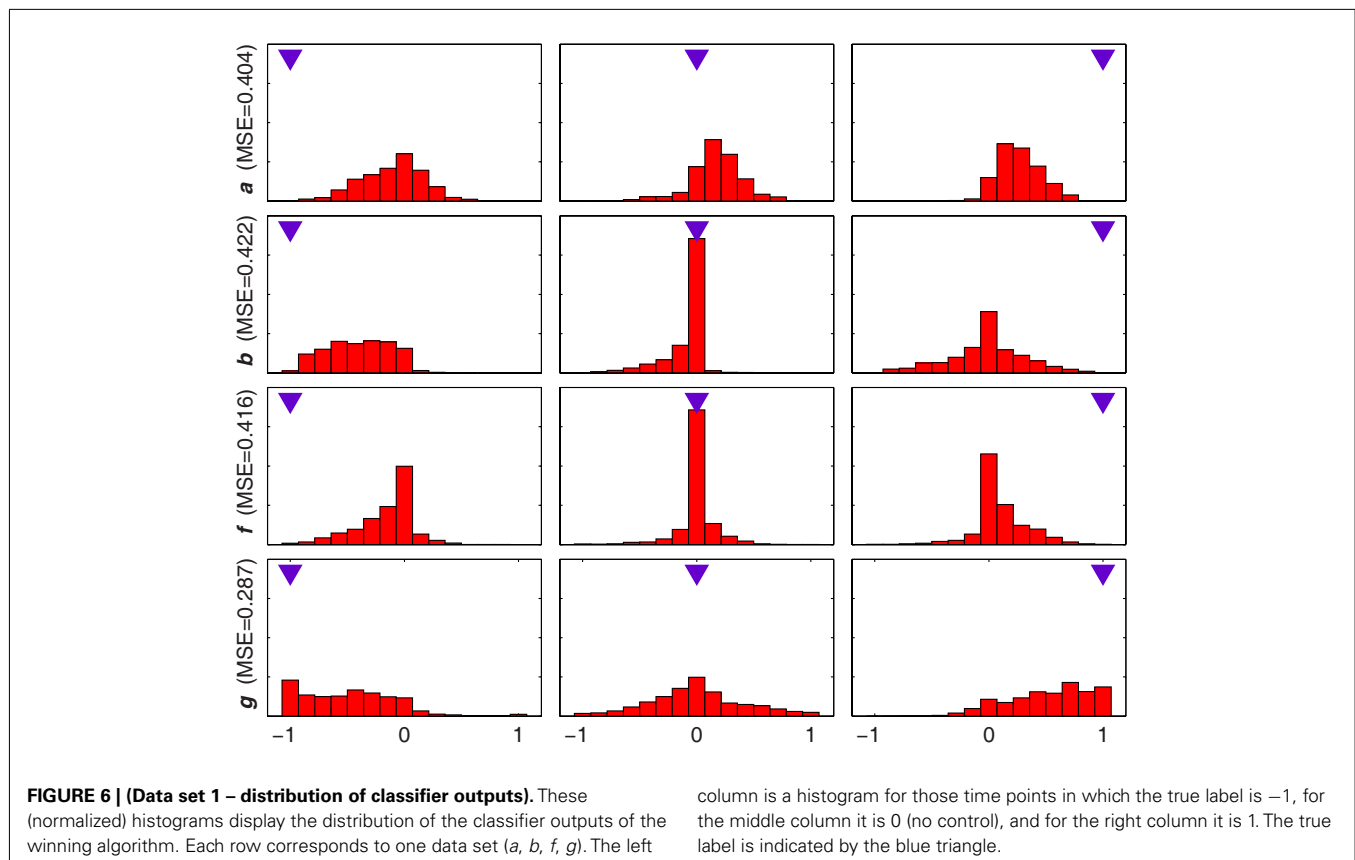 a (MSE=0.404)
b (MSE=0.422)
f (MSE=0.416)
g (MSE=0.287)
−1 0 1 −1 0 1 −1 0 1
FIGURE 6 | (Data set 1 – distribution of classifier outputs). These
(normalized) histograms display the distribution of the classifier outputs of the
winning algorithm. Each row corresponds to one data set (a, b, f, g). The left
column is a histogram for those time points in which the true label is −1, for
the middle column it is 0 (no control), and for the right column it is 1. The true
label is indicated by the blue triangle.